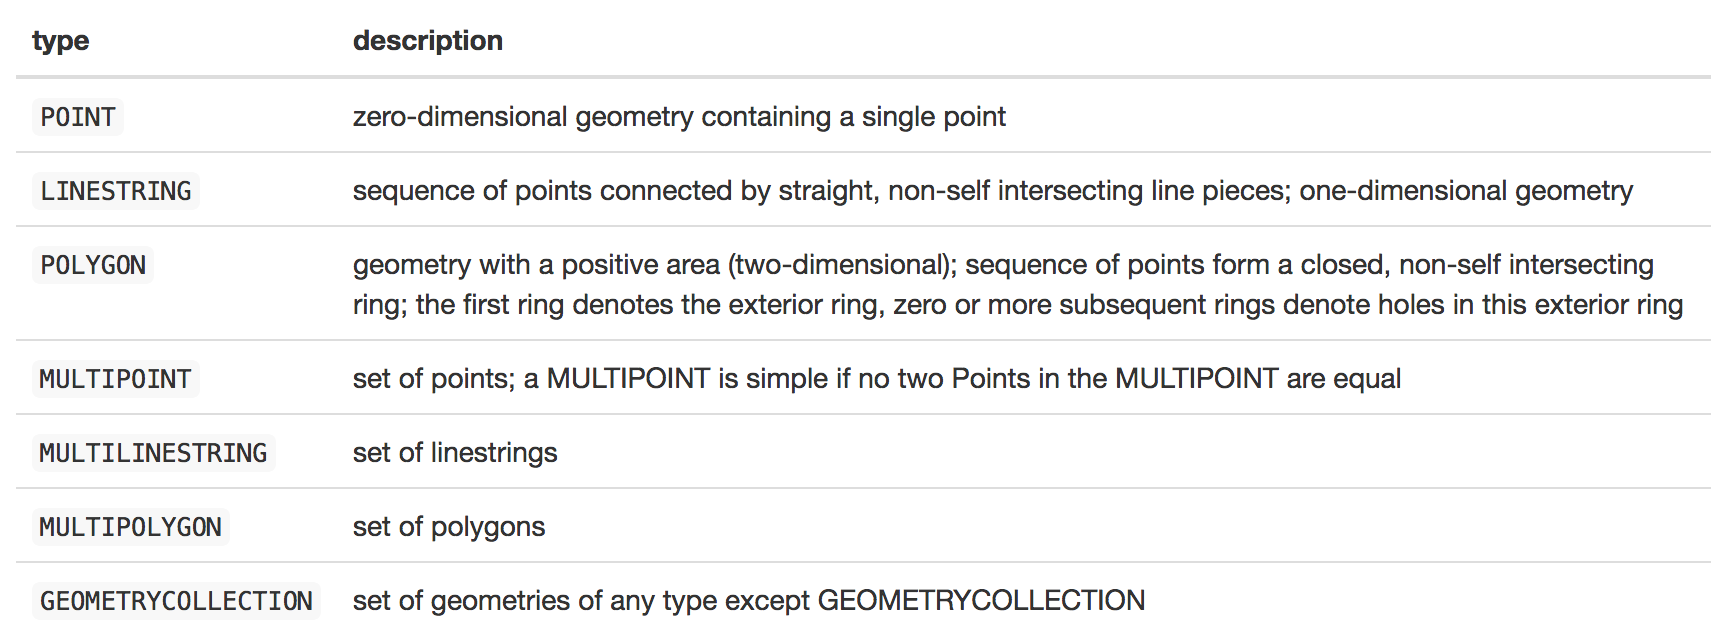 type description
POINT zero-dimensional geometry containing a single point
LINESTRING sequence of points connected by straight, non-self intersecting line pieces; one-dimensional geometry
POLYGON geometry with a positive area (two-dimensional); sequence of points form a closed, non-self intersecting
ring; the first ring denotes the exterior ring, zero or more subsequent rings denote holes in this exterior ring
MULTIPOINT set of points; a MULTIPOINT is simple if no two Points in the MULTIPOINT are equal
MULTILINESTRING set of linestrings
MULTIPOLYGON set of polygons
GEOMETRYCOLLECTION set of geometries of any type except GEOMETRYCOLLECTION